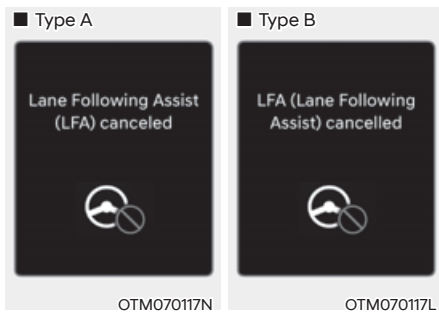 ■ Type A
Lane Following Assist
(LFA) canceled
OTM070117N
■ Type B
LFA (Lane Following
Assist) cancelled
OTM070117L